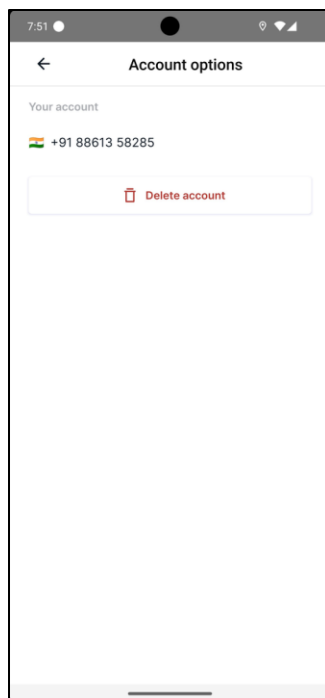 7:51
Account options
Your account
+91 88613 58285
Delete account